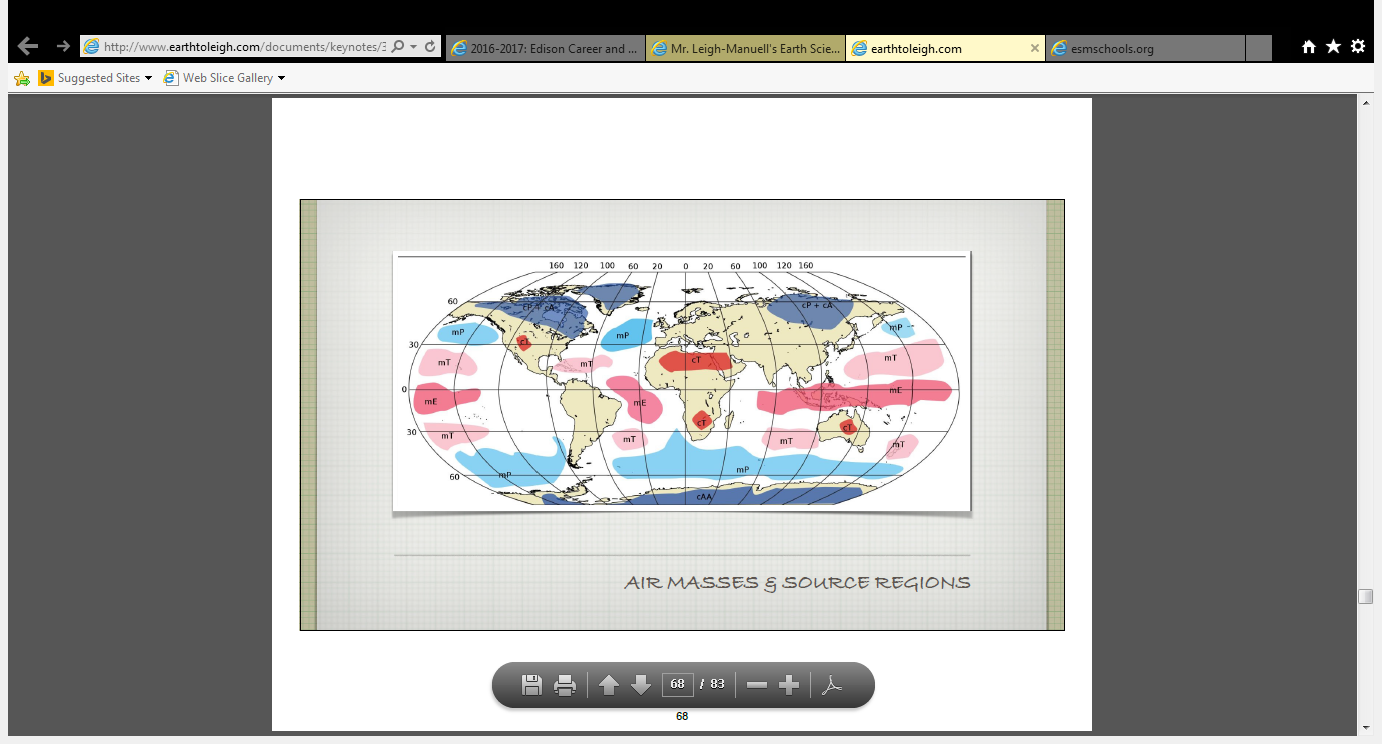 http://www.earthtoleigh.com/documents/keynotes/3
2016-2017: Edison Career and ...
Mr. Leigh-Manuell's Earth Scie...
earthtoleigh.com
esmschools.org
Suggested Sites
Web Slice Gallery
160 120 100 60 20 0 20 60 100 120 160
60
cP + cA
cP + cA
mP
mP
mP
30
cT
mT
mT
cT
mT
0
mE
mE
mE
cT
cT
30
mT
mT
mT
mT
60
mP
mP
cAA
AIR MASSES & SOURCE REGIONS
68 / 83
68